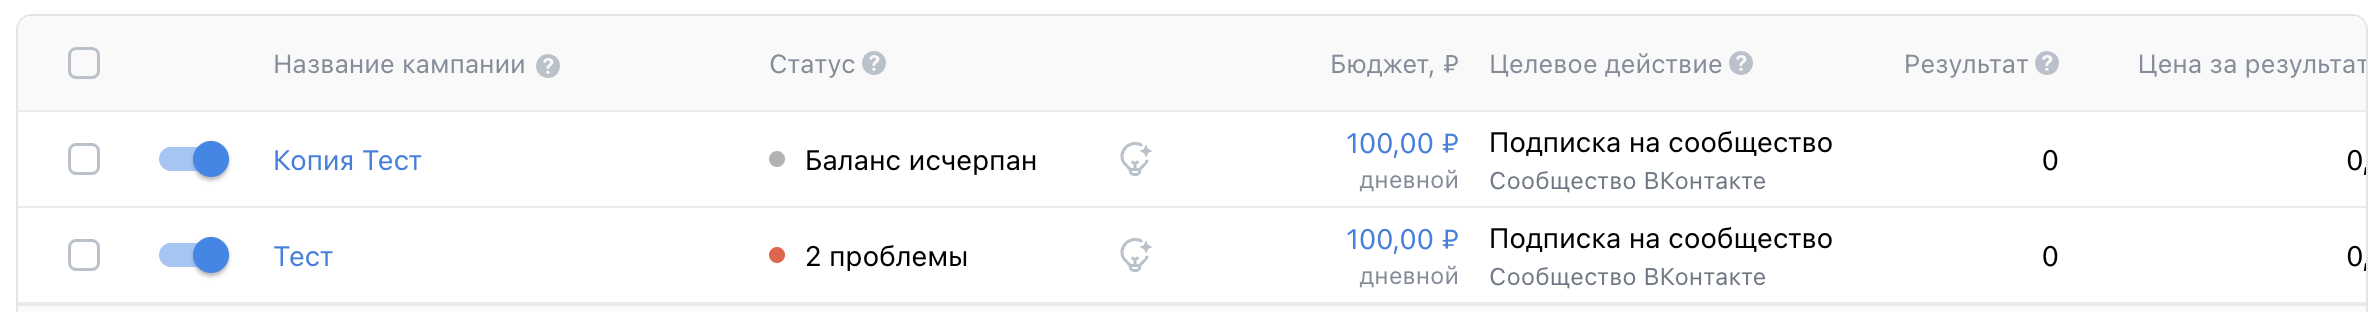 Название кампании ? Статус ? Бюджет, ₽ Целевое действие ? Результат ? Цена за результат
Копия Тест Баланс исчерпан 100,00 ₽ Подписка на сообщество 0 0,
дневной Сообщество ВКонтакте
Тест 2 проблемы 100,00 ₽ Подписка на сообщество 0 0,
дневной Сообщество ВКонтакте